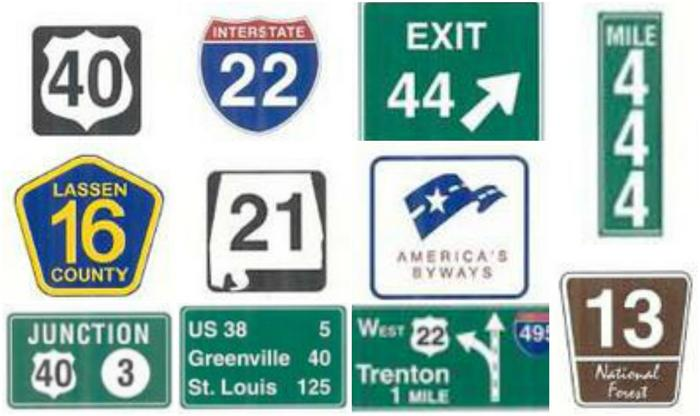 40
INTERSTATE
22
EXIT
44
MILE
4
4
4
LASSEN
16
COUNTY
21
AMERICA'S
BYWAYS
13
National
Forest
JUNCTION
40 3
US 38 5
Greenville 40
St. Louis 125
WEST 22 495
Trenton
1 MILE